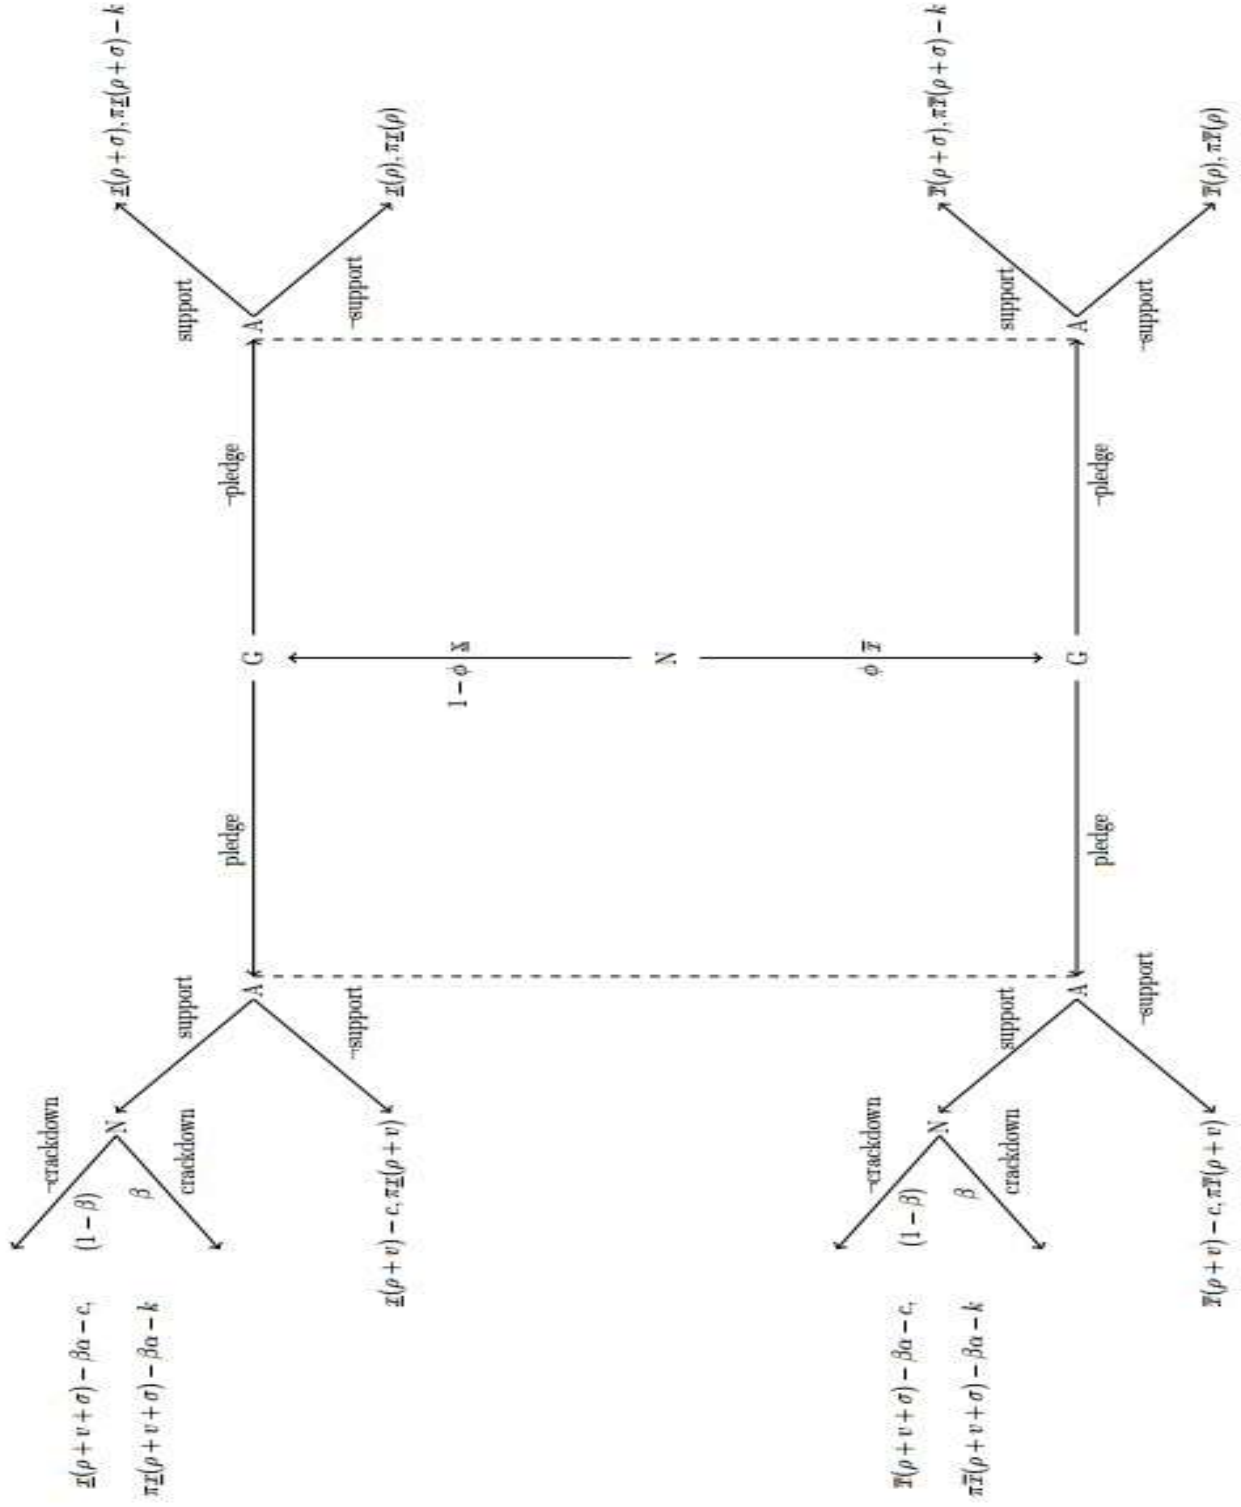 ¬crackdown
x̲(ρ + v + σ) − βα − c,
(1 − β)
N
x̲(ρ + σ), πx̲(ρ + σ) − k
πx̲(ρ + v + σ) − βα − k
β
crackdown
support
support
pledge
¬pledge
A
G
A
¬support
¬support
x̲(ρ + v) − c, πx̲(ρ + v)
x̲(ρ), πx̲(ρ)
1 − ϕ x̲
N
ϕ x̅
¬crackdown
x̅(ρ + v + σ) − βα − c,
(1 − β)
N
x̅(ρ + σ), πx̅(ρ + σ) − k
πx̅(ρ + v + σ) − βα − k
β
crackdown
support
support
A
G
A
pledge
¬pledge
¬support
¬support
x̅(ρ + v) − c, πx̅(ρ + v)
x̅(ρ), πx̅(ρ)